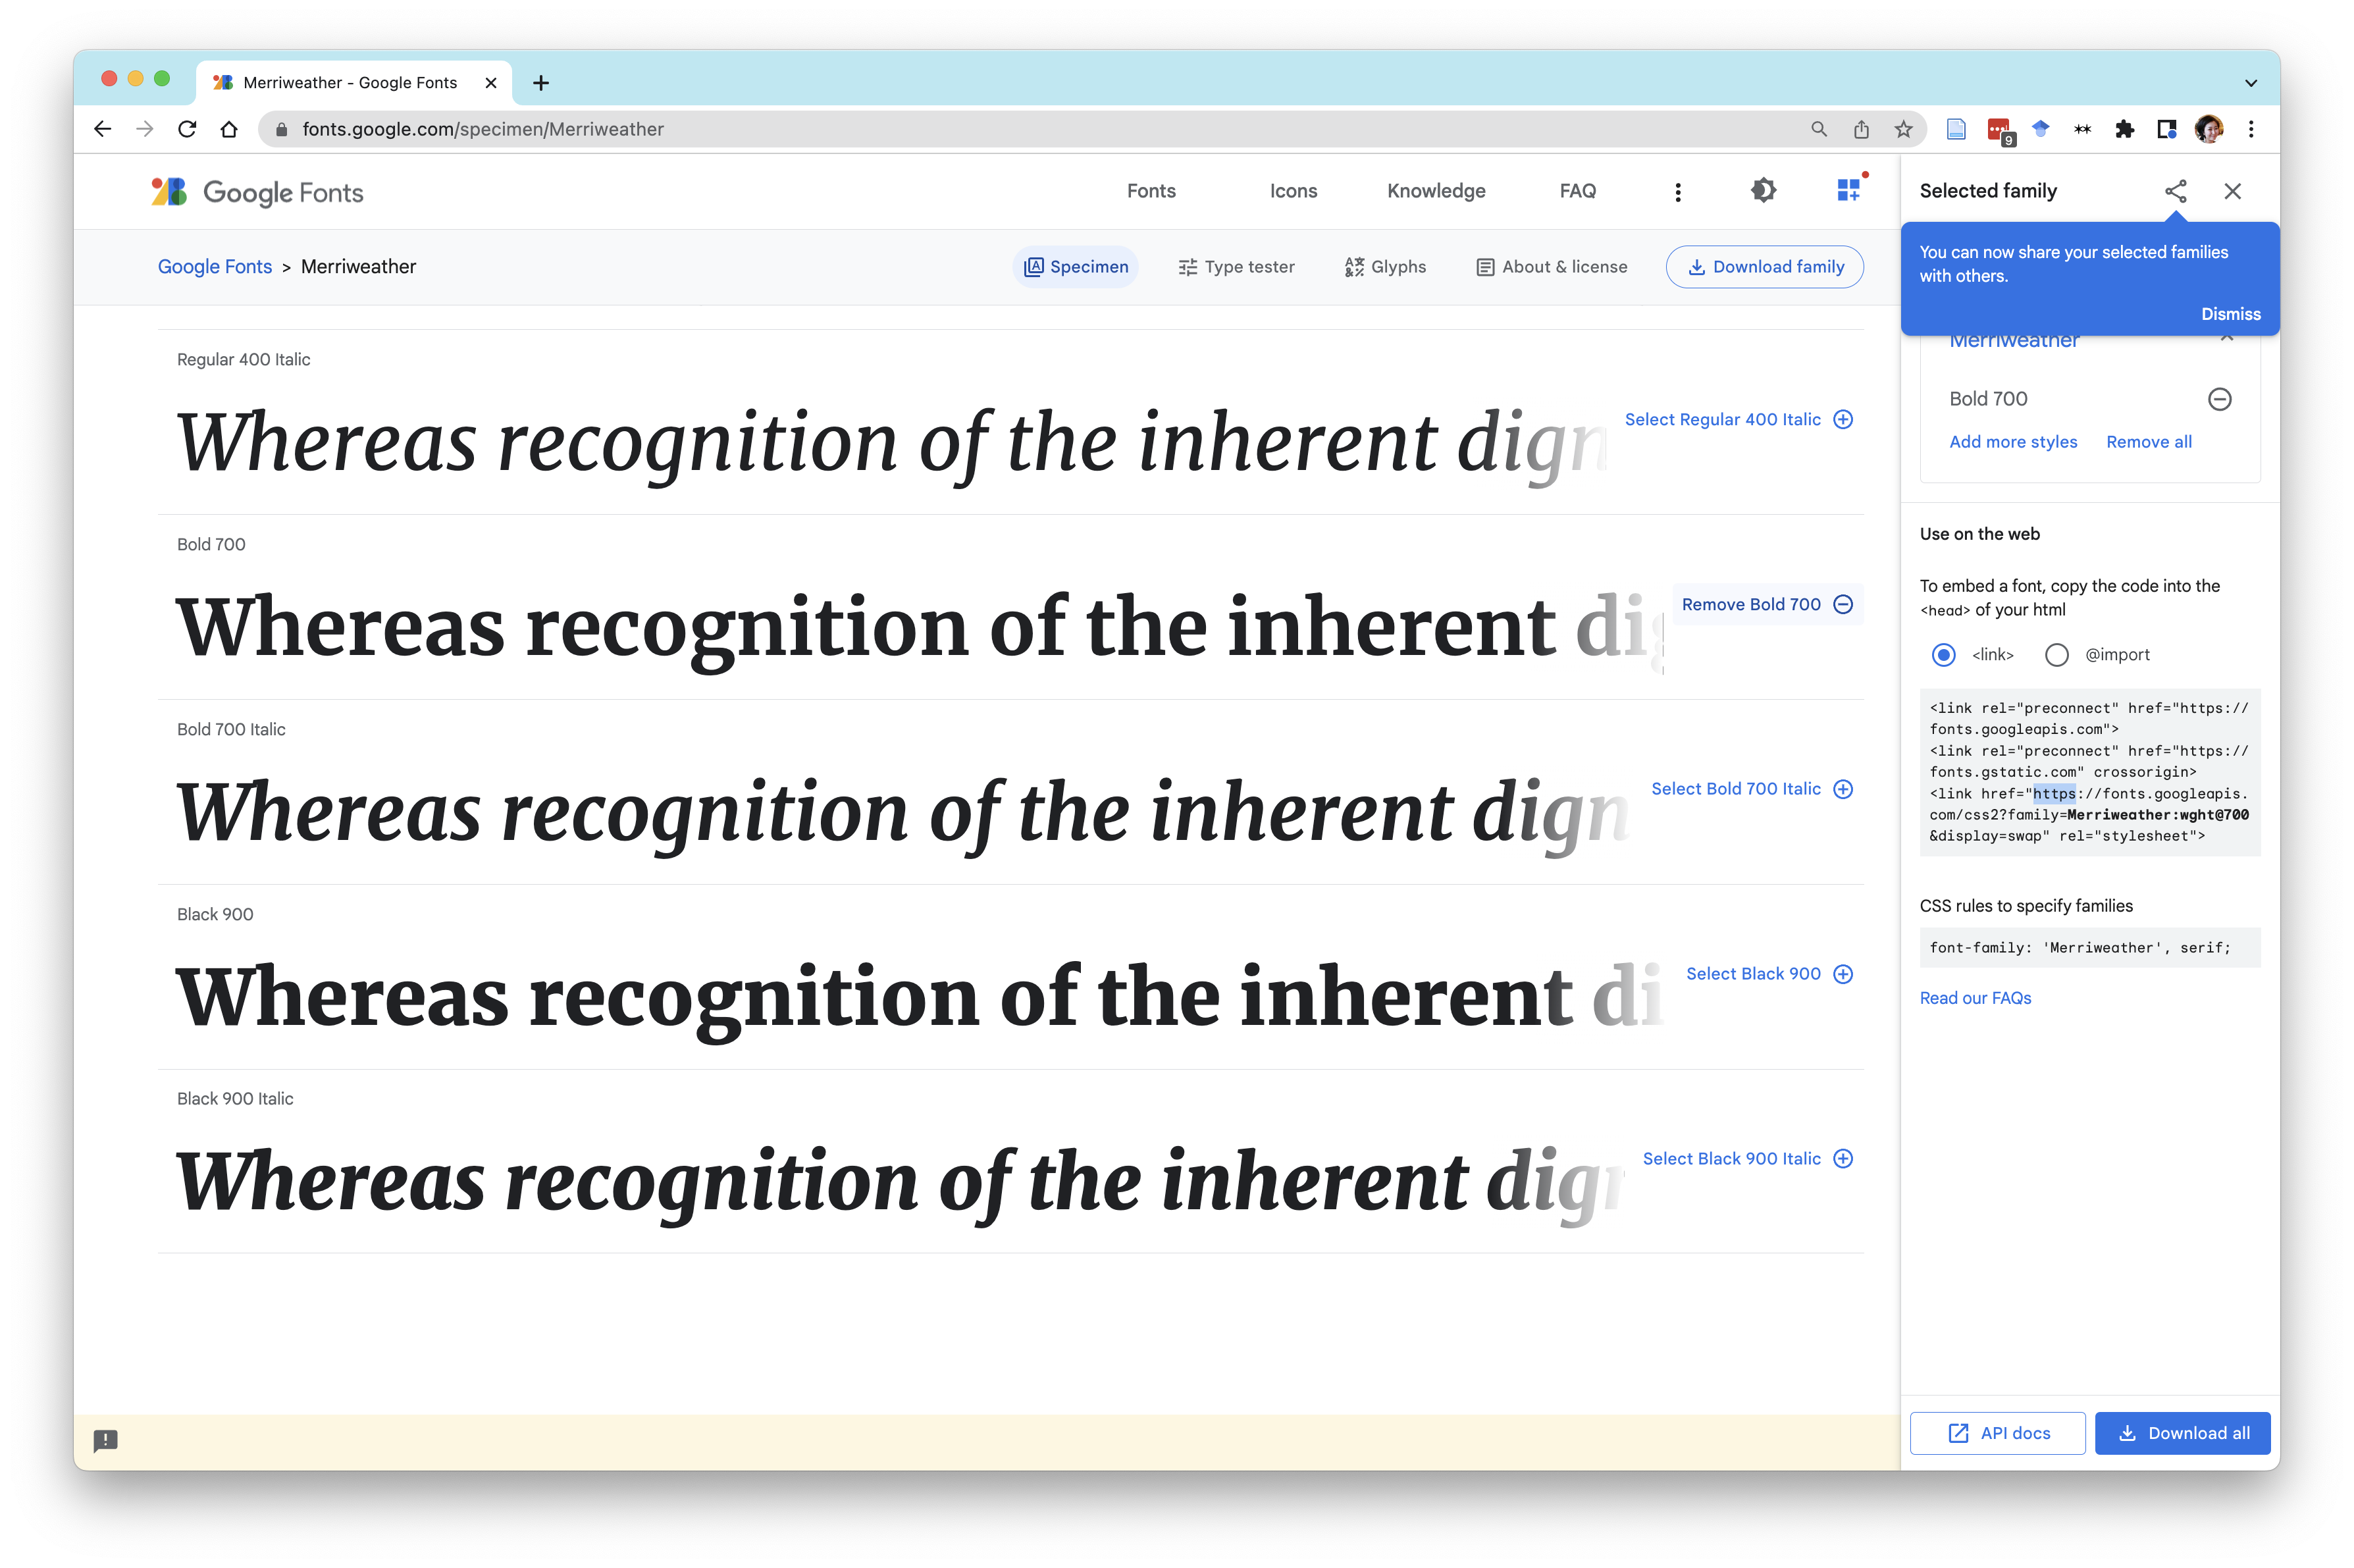 Merriweather - Google Fonts
fonts.google.com/specimen/Merriweather
9
Google Fonts
Fonts
Icons
Knowledge
FAQ
Google Fonts > Merriweather
Specimen
Type tester
Glyphs
About & license
Download family
Regular 400 Italic
Whereas recognition of the inherent dign
Select Regular 400 Italic
Bold 700
Whereas recognition of the inherent dig
Remove Bold 700
Bold 700 Italic
Whereas recognition of the inherent dign
Select Bold 700 Italic
Black 900
Whereas recognition of the inherent di
Select Black 900
Black 900 Italic
Whereas recognition of the inherent dign
Select Black 900 Italic
Selected family
You can now share your selected families
with others.
Dismiss
Merriweather
Bold 700
Add more styles
Remove all
Use on the web
To embed a font, copy the code into the
<head> of your html
<link>
@import
<link rel="preconnect" href="https://
fonts.googleapis.com">
<link rel="preconnect" href="https://
fonts.gstatic.com" crossorigin>
<link href="https://fonts.googleapis.
com/css2?family=Merriweather:wght@700
&display=swap" rel="stylesheet">
CSS rules to specify families
font-family: 'Merriweather', serif;
Read our FAQs
API docs
Download all